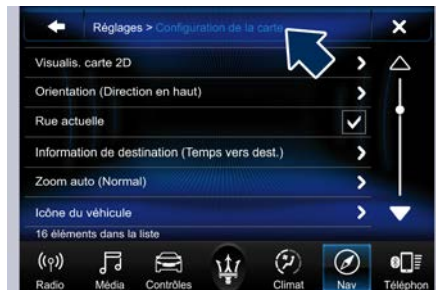 Réglages > Configuration de la carte
Visualis. carte 2D
Orientation (Direction en haut)
Rue actuelle
Information de destination (Temps vers dest.)
Zoom auto (Normal)
Icône du véhicule
16 éléments dans la liste
Radio Média Contrôles Climat Nav Téléphon